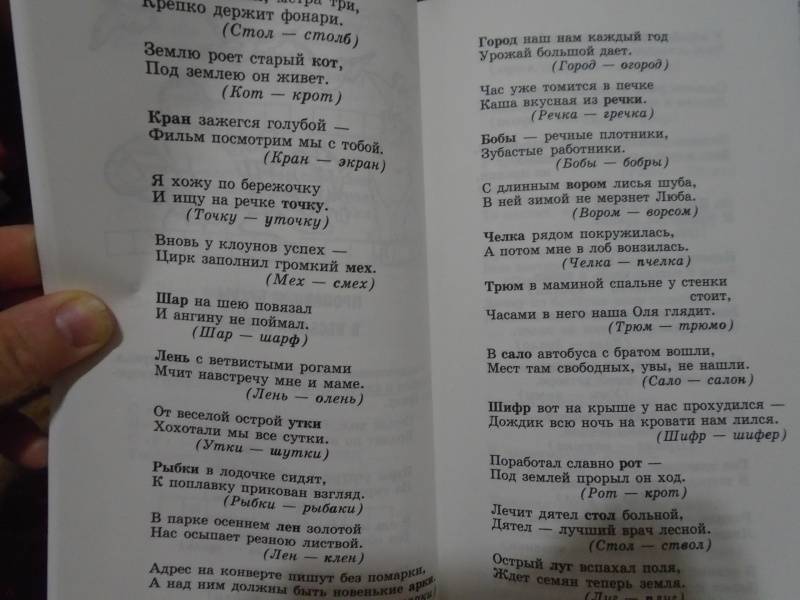 метра три,
Крепко держит фонари.
(Стол — столб)
Землю роет старый кот,
Под землею он живет.
(Кот — крот)
Кран зажегся голубой —
Фильм посмотрим мы с тобой.
(Кран — экран)
Я хожу по бережочку
И ищу на речке точку.
(Точку — уточку)
Вновь у клоунов успех —
Цирк заполнил громкий мех.
(Мех — смех)
Шар на шею повязал
И ангину не поймал.
(Шар — шарф)
Лень с ветвистыми рогами
Мчит навстречу мне и маме.
(Лень — олень)
От веселой острой утки
Хохотали мы все сутки.
(Утки — шутки)
Рыбки в лодочке сидят,
К поплавку прикован взгляд.
(Рыбки — рыбаки)
В парке осеннем лен золотой
Нас осыпает резною листвой.
(Лен — клен)
Адрес на конверте пишут без помарки,
А над ним должны быть новенькие арки.
Город наш нам каждый год
Урожай большой дает.
(Город — огород)
Час уже томится в печке
Каша вкусная из речки.
(Речка — гречка)
Бобы — речные плотники,
Зубастые работники.
(Бобы — бобры)
С длинным вором лисья шуба,
В ней зимой не мерзнет Люба.
(Вором — ворсом)
Челка рядом покружилась,
А потом мне в лоб вонзилась.
(Челка — пчелка)
Трюм в маминой спальне у стенки
стоит,
Часами в него наша Оля глядит.
(Трюм — трюмо)
В сало автобуса с братом вошли,
Мест там свободных, увы, не нашли.
(Сало — салон)
Шифр вот на крыше у нас прохудился —
Дождик всю ночь на кровати нам лился.
(Шифр — шифер)
Поработал славно рот —
Под землей прорыл он ход.
(Рот — крот)
Лечит дятел стол больной,
Дятел — лучший врач лесной.
(Стол — ствол)
Острый луг вспахал поля,
Ждет семян теперь земля.
(Луг — плуг)